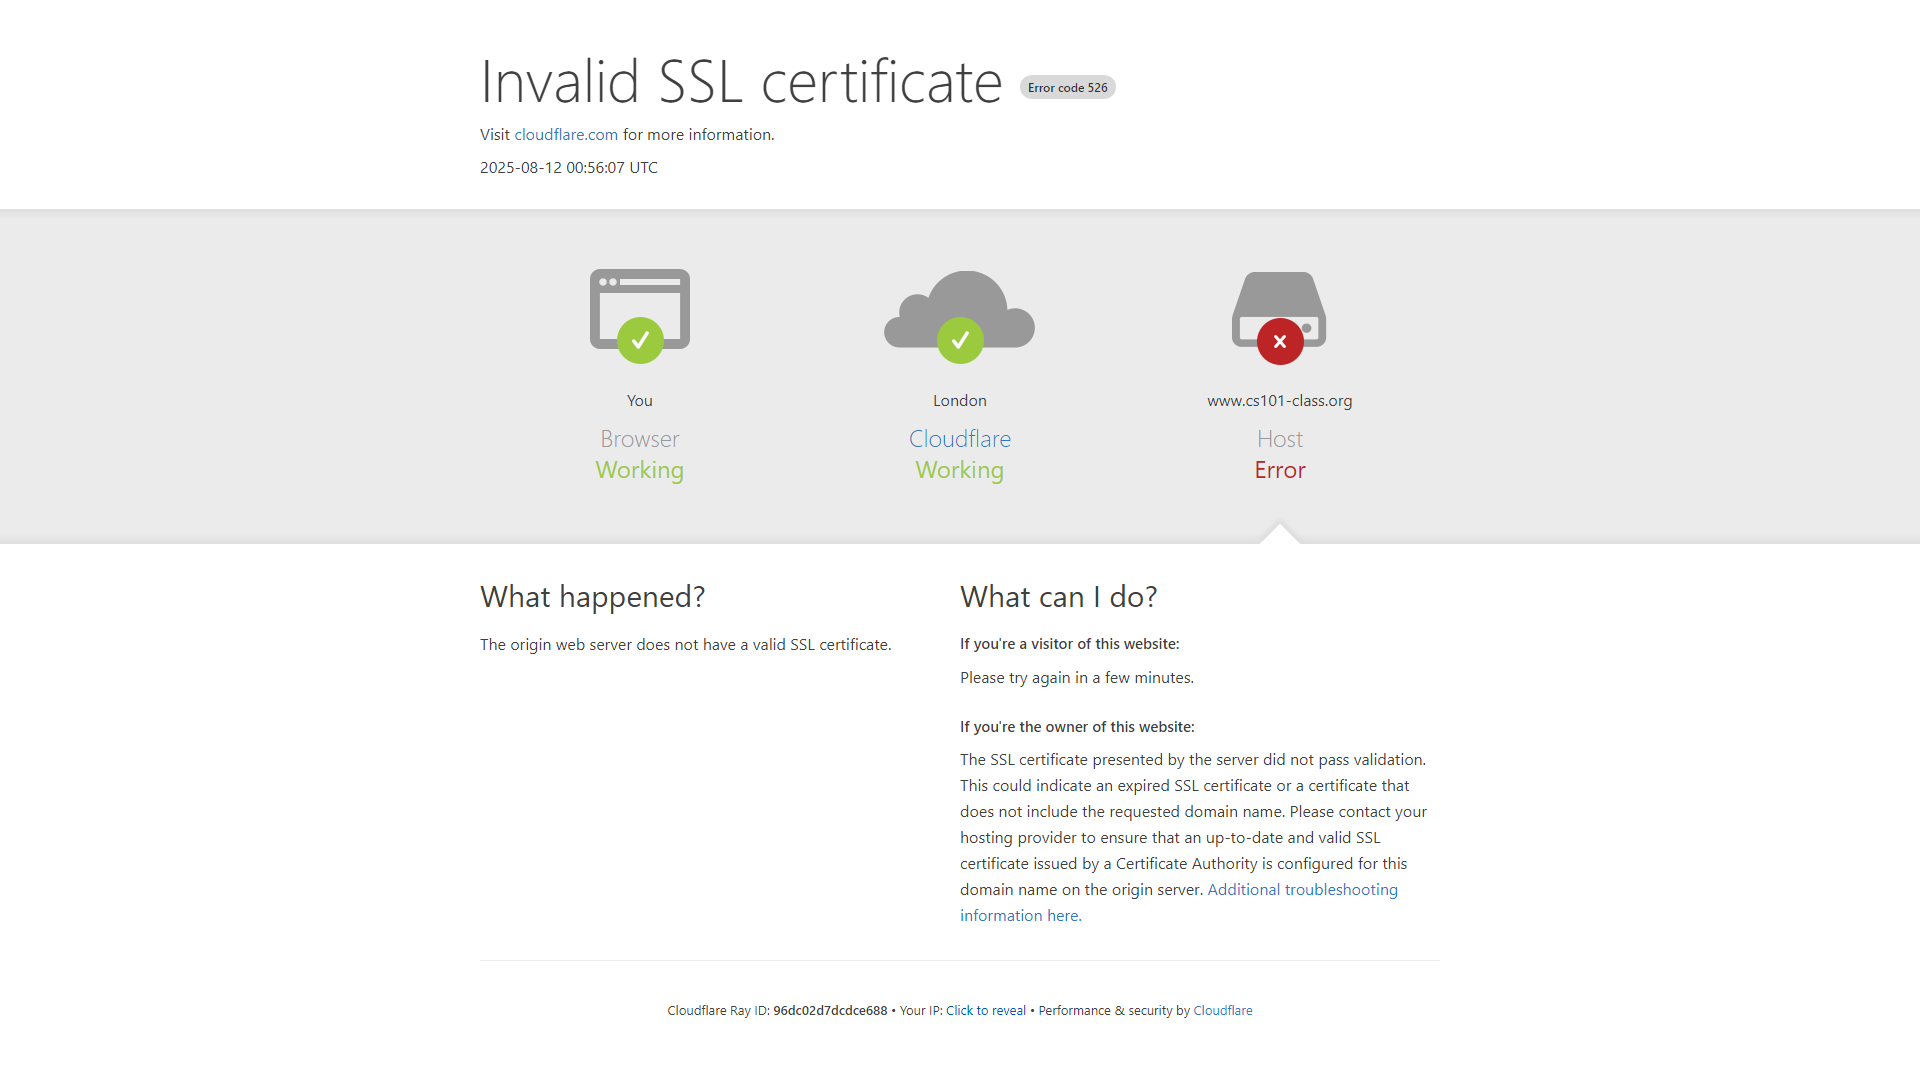 Invalid SSL certificate Error code 526
Visit cloudflare.com for more information.
2025-08-12 00:56:07 UTC
You
Browser
Working
London
Cloudflare
Working
www.cs101-class.org
Host
Error
What happened?
The origin web server does not have a valid SSL certificate.
What can I do?
If you're a visitor of this website:
Please try again in a few minutes.
If you're the owner of this website:
The SSL certificate presented by the server did not pass validation.
This could indicate an expired SSL certificate or a certificate that
does not include the requested domain name. Please contact your
hosting provider to ensure that an up-to-date and valid SSL
certificate issued by a Certificate Authority is configured for this
domain name on the origin server. Additional troubleshooting
information here.
Cloudflare Ray ID: 96dc02d7dcdce688 • Your IP: Click to reveal • Performance & security by Cloudflare